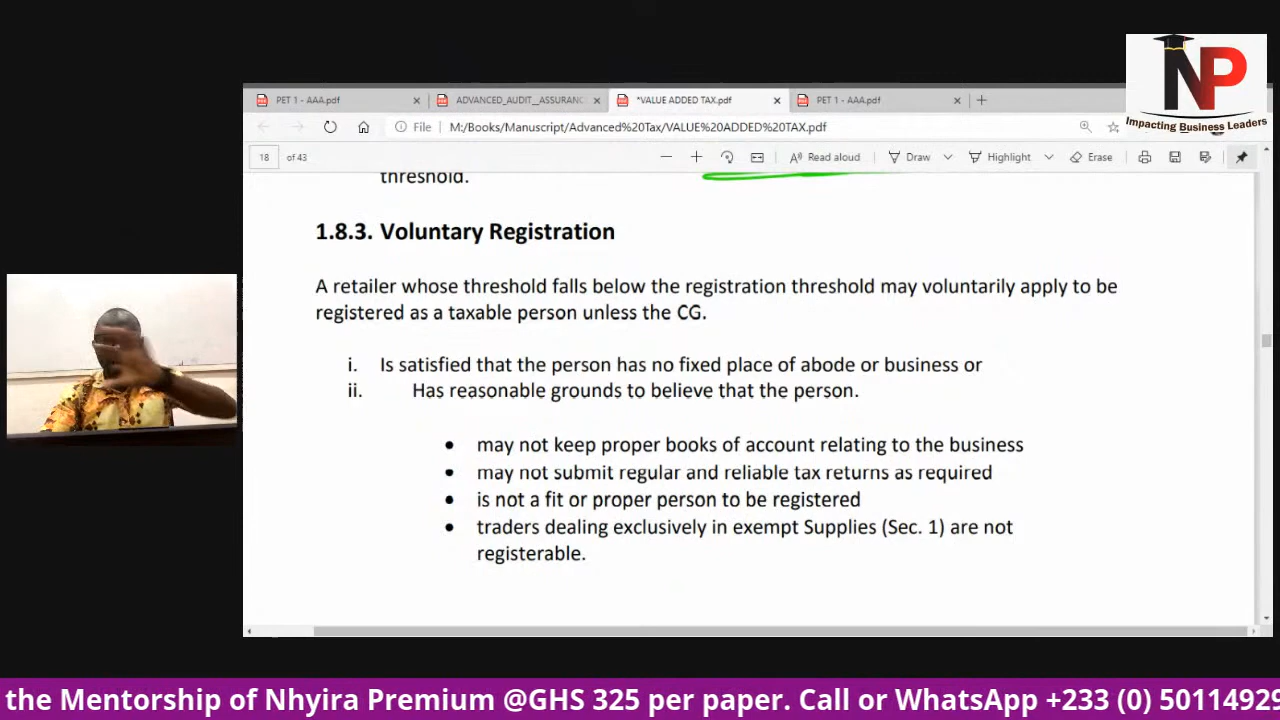 NP
Impacting Business Leaders
PET 1 - AAA.pdf
ADVANCED_AUDIT__ASSURANC
*VALUE ADDED TAX.pdf
PET 1 - AAA.pdf
File
M:/Books/Manuscript/Advanced%20Tax/VALUE%20ADDED%20TAX.pdf
18 of 43
Read aloud
Draw
Highlight
Erase
threshold.
1.8.3. Voluntary Registration
A retailer whose threshold falls below the registration threshold may voluntarily apply to be
registered as a taxable person unless the CG.
i. Is satisfied that the person has no fixed place of abode or business or
ii. Has reasonable grounds to believe that the person.
• may not keep proper books of account relating to the business
• may not submit regular and reliable tax returns as required
• is not a fit or proper person to be registered
• traders dealing exclusively in exempt Supplies (Sec. 1) are not
registerable.
the Mentorship of Nhyira Premium @GHS 325 per paper. Call or WhatsApp +233 (0) 50114929